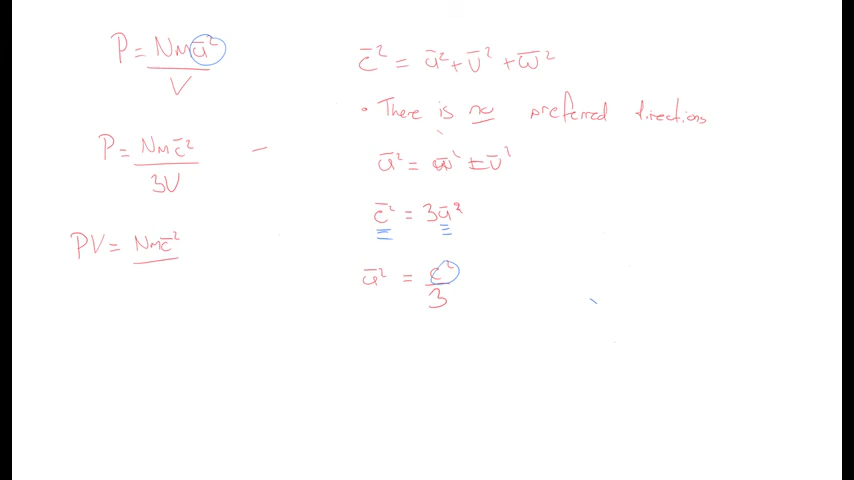 P = Nmū²/V
P = Nmc̄²/3V
PV = Nmc̄²
c̄² = ū² + v̄² + w̄²
• There is no preferred directions
ū² = w̄² = v̄²
c̄² = 3ū²
ū² = c²/3